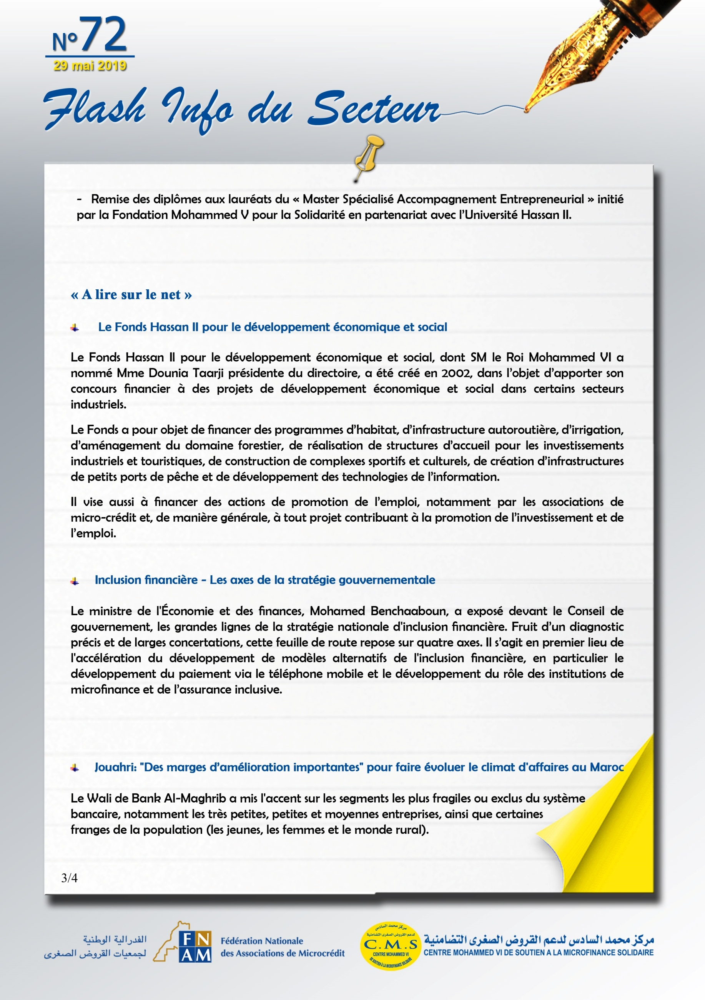 N°72
29 mai 2019
Flash Info du Secteur
- Remise des diplômes aux lauréats du « Master Spécialisé Accompagnement Entrepreneurial » initié
par la Fondation Mohammed V pour la Solidarité en partenariat avec l’Université Hassan II.
« A lire sur le net »
Le Fonds Hassan II pour le développement économique et social
Le Fonds Hassan II pour le développement économique et social, dont SM le Roi Mohammed VI a
nommé Mme Dounia Taarji présidente du directoire, a été créé en 2002, dans l’objet d’apporter son
concours financier à des projets de développement économique et social dans certains secteurs
industriels.
Le Fonds a pour objet de financer des programmes d’habitat, d’infrastructure autoroutière, d’irrigation,
d’aménagement du domaine forestier, de réalisation de structures d’accueil pour les investissements
industriels et touristiques, de construction de complexes sportifs et culturels, de création d’infrastructures
de petits ports de pêche et de développement des technologies de l’information.
Il vise aussi à financer des actions de promotion de l’emploi, notamment par les associations de
micro-crédit et, de manière générale, à tout projet contribuant à la promotion de l’investissement et de
l’emploi.
Inclusion financière - Les axes de la stratégie gouvernementale
Le ministre de l'Économie et des finances, Mohamed Benchaaboun, a exposé devant le Conseil de
gouvernement, les grandes lignes de la stratégie nationale d'inclusion financière. Fruit d’un diagnostic
précis et de larges concertations, cette feuille de route repose sur quatre axes. Il s’agit en premier lieu de
l'accélération du développement de modèles alternatifs de l'inclusion financière, en particulier le
développement du paiement via le téléphone mobile et le développement du rôle des institutions de
microfinance et de l’assurance inclusive.
Jouahri: "Des marges d’amélioration importantes" pour faire évoluer le climat d'affaires au Maroc
Le Wali de Bank Al-Maghrib a mis l'accent sur les segments les plus fragiles ou exclus du système
bancaire, notamment les très petites, petites et moyennes entreprises, ainsi que certaines
franges de la population (les jeunes, les femmes et le monde rural).
3/4
الفدرالية الوطنية
لجمعيات القروض الصغرى
FN
AM
Fédération Nationale
des Associations de Microcrédit
مركز محمد السادس
لدعم القروض الصغرى التضامنية
C.M.S
CENTRE MOHAMMED VI
DE SOUTIEN À LA MICROFINANCE SOLIDAIRE
مركز محمد السادس لدعم القروض الصغرى التضامنية
CENTRE MOHAMMED VI DE SOUTIEN A LA MICROFINANCE SOLIDAIRE